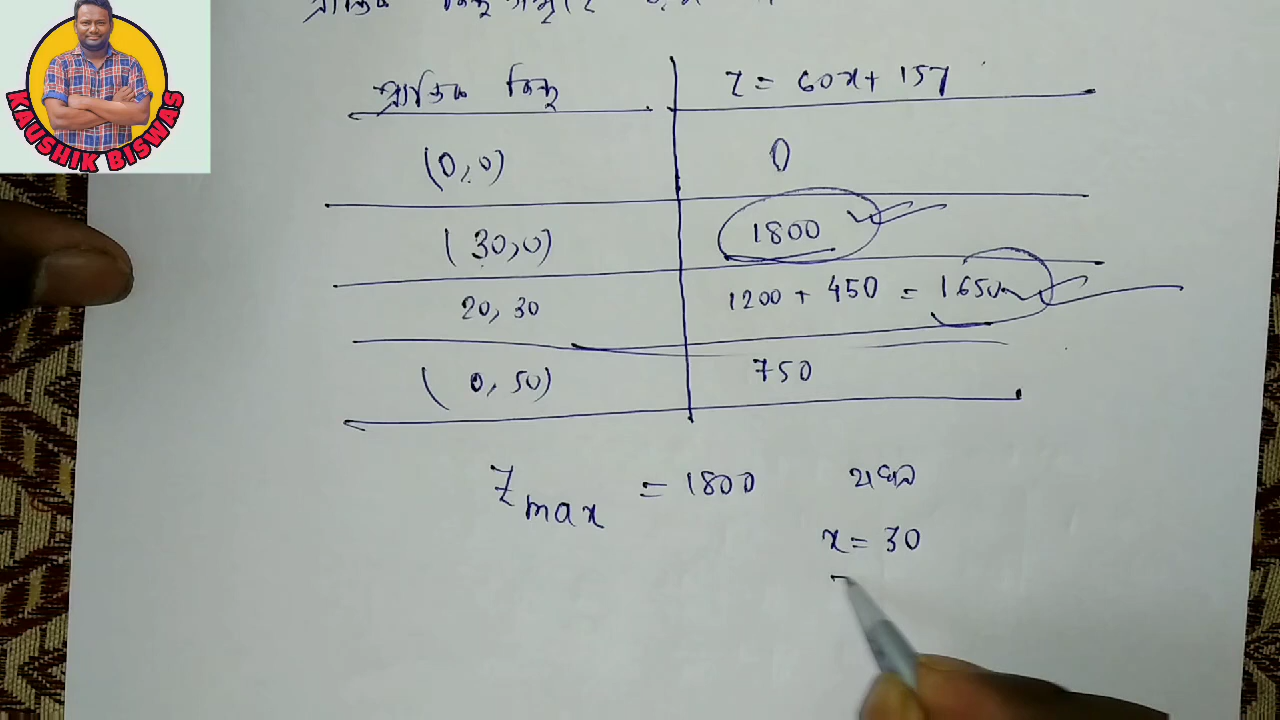 KAUSHIK BISWAS
প্রান্তিক বিন্দু
প্রান্তিক বিন্দু Z = 60x + 15y
(0,0) 0
(30,0) 1800
20, 30 1200 + 450 = 1650
(0, 50) 750
Zmax = 1800 যখন
x = 30